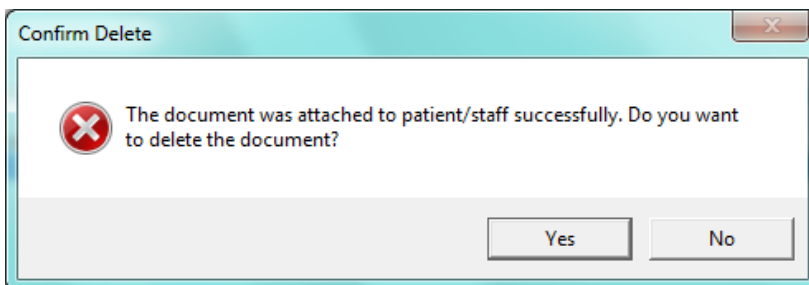 Confirm Delete
The document was attached to patient/staff successfully. Do you want
to delete the document?
Yes
No